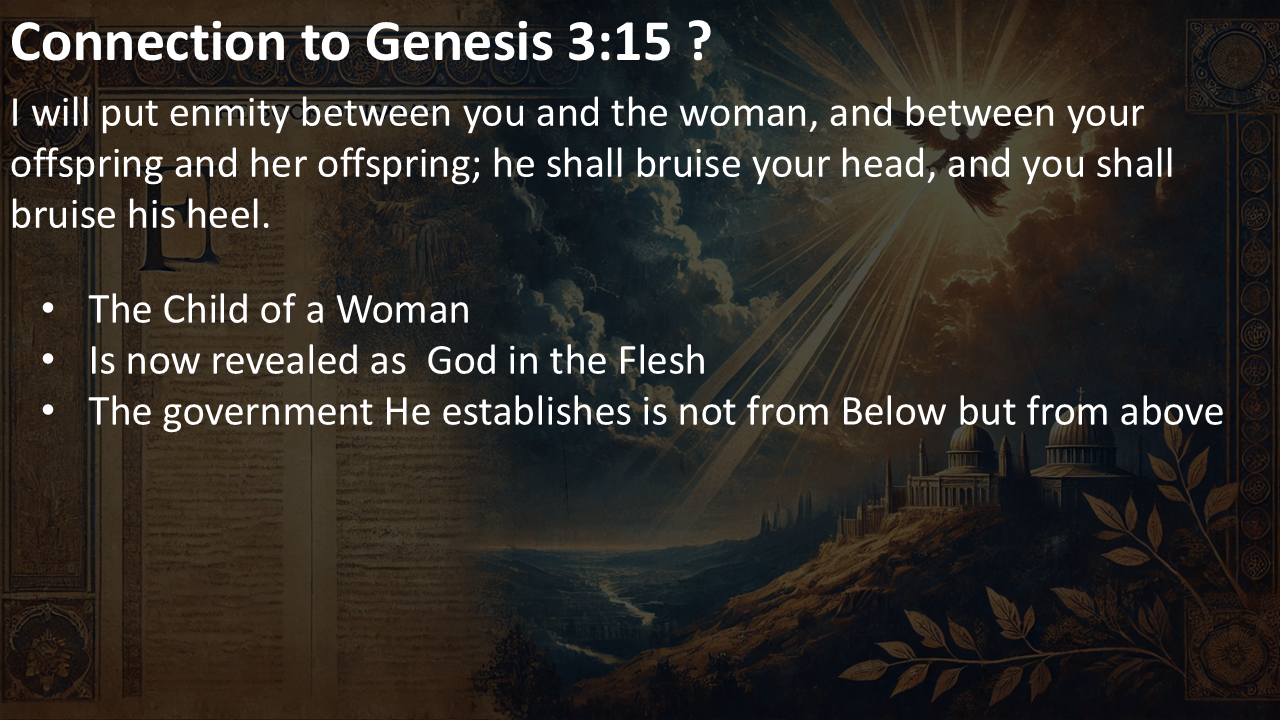 Connection to Genesis 3:15 ?
I will put enmity between you and the woman, and between your
offspring and her offspring; he shall bruise your head, and you shall
bruise his heel.
• The Child of a Woman
• Is now revealed as  God in the Flesh
• The government He establishes is not from Below but from above